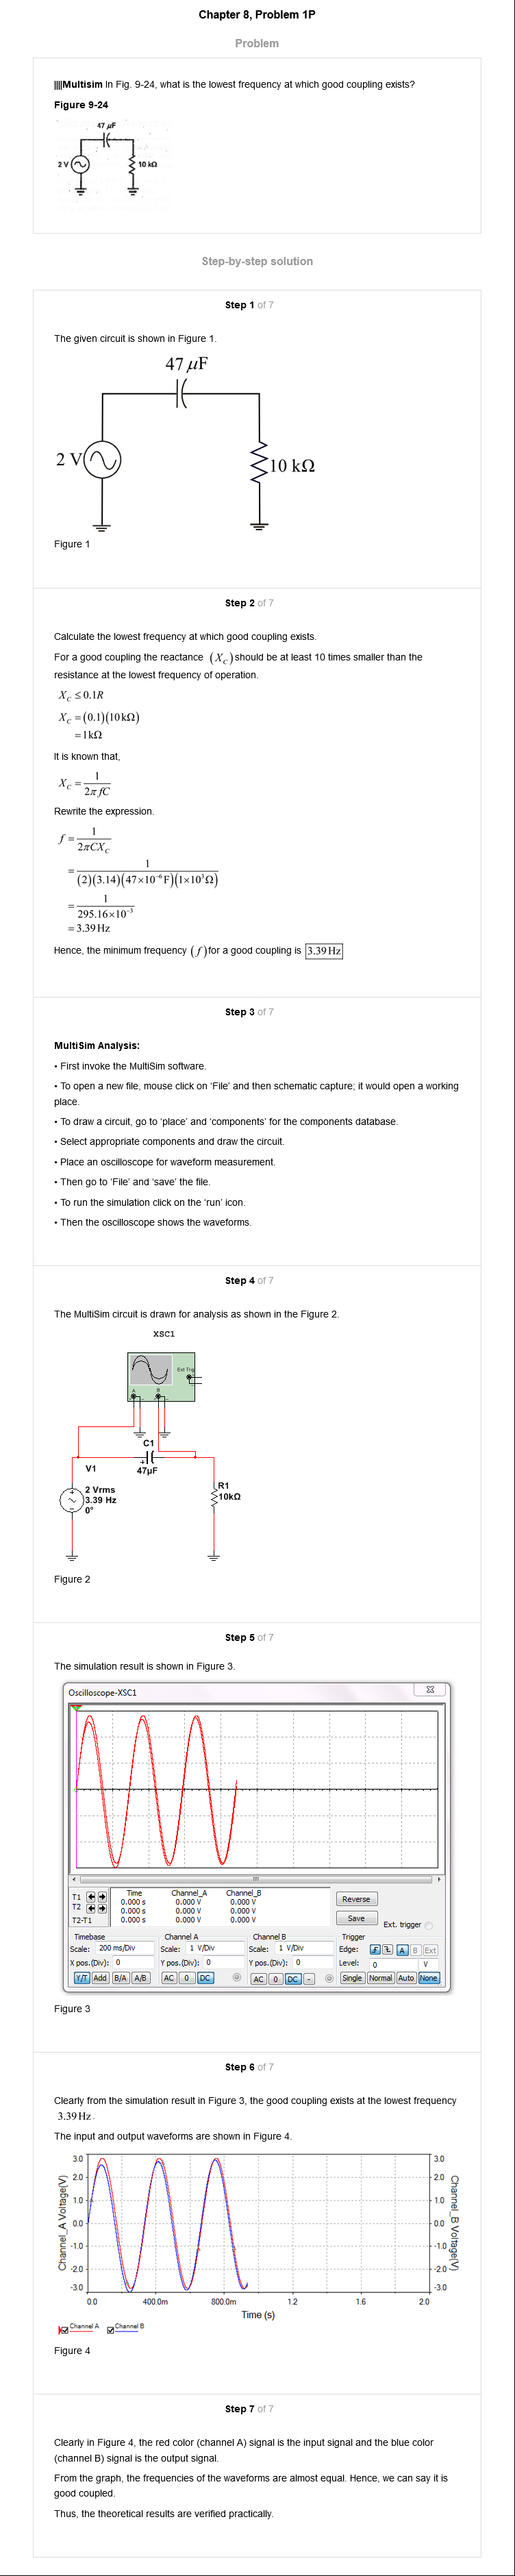 Chapter 8, Problem 1P
Problem
||||Multisim In Fig. 9-24, what is the lowest frequency at which good coupling exists?
Figure 9-24
47 μF
2 V
10 kΩ
Step-by-step solution
Step 1 of 7
The given circuit is shown in Figure 1.
47 μF
2 V
10 kΩ
Figure 1
Step 2 of 7
Calculate the lowest frequency at which good coupling exists.
For a good coupling the reactance (X_C) should be at least 10 times smaller than the
resistance at the lowest frequency of operation.
X_C ≤ 0.1R
X_C = (0.1)(10 kΩ)
= 1 kΩ
It is known that,
X_C = 1/(2π fC)
Rewrite the expression.
f = 1/(2πCX_C)
= 1/((2)(3.14)(47×10⁻⁶ F)(1×10³ Ω))
= 1/(295.16×10⁻³)
= 3.39 Hz
Hence, the minimum frequency (f) for a good coupling is 3.39 Hz
Step 3 of 7
MultiSim Analysis:
• First invoke the MultiSim software.
• To open a new file, mouse click on 'File' and then schematic capture; it would open a working
place.
• To draw a circuit, go to 'place' and 'components' for the components database.
• Select appropriate components and draw the circuit.
• Place an oscilloscope for waveform measurement.
• Then go to 'File' and 'save' the file.
• To run the simulation click on the 'run' icon.
• Then the oscilloscope shows the waveforms.
Step 4 of 7
The MultiSim circuit is drawn for analysis as shown in the Figure 2.
XSC1
Ext Trig
A B
C1
47μF
V1
2 Vrms
3.39 Hz
0°
R1
10kΩ
Figure 2
Step 5 of 7
The simulation result is shown in Figure 3.
Oscilloscope-XSC1
Time Channel_A Channel_B
T1 0.000 s 0.000 V 0.000 V
T2 0.000 s 0.000 V 0.000 V
T2-T1 0.000 s 0.000 V 0.000 V
Reverse
Save
Ext. trigger
Timebase Channel A Channel B Trigger
Scale: 200 ms/Div Scale: 1 V/Div Scale: 1 V/Div Edge: A B Ext
X pos.(Div): 0 Y pos.(Div): 0 Y pos.(Div): 0 Level: 0 V
Y/T Add B/A A/B AC 0 DC AC 0 DC - Single Normal Auto None
Figure 3
Step 6 of 7
Clearly from the simulation result in Figure 3, the good coupling exists at the lowest frequency
3.39 Hz.
The input and output waveforms are shown in Figure 4.
Channel_A Voltage(V)
3.0
2.0
1.0
0.0
-1.0
-2.0
-3.0
3.0
2.0
1.0
0.0
-1.0
-2.0
-3.0
Channel_B Voltage(V)
0.0 400.0m 800.0m 1.2 1.6 2.0
Time (s)
Channel A Channel B
Figure 4
Step 7 of 7
Clearly in Figure 4, the red color (channel A) signal is the input signal and the blue color
(channel B) signal is the output signal.
From the graph, the frequencies of the waveforms are almost equal. Hence, we can say it is
good coupled.
Thus, the theoretical results are verified practically.